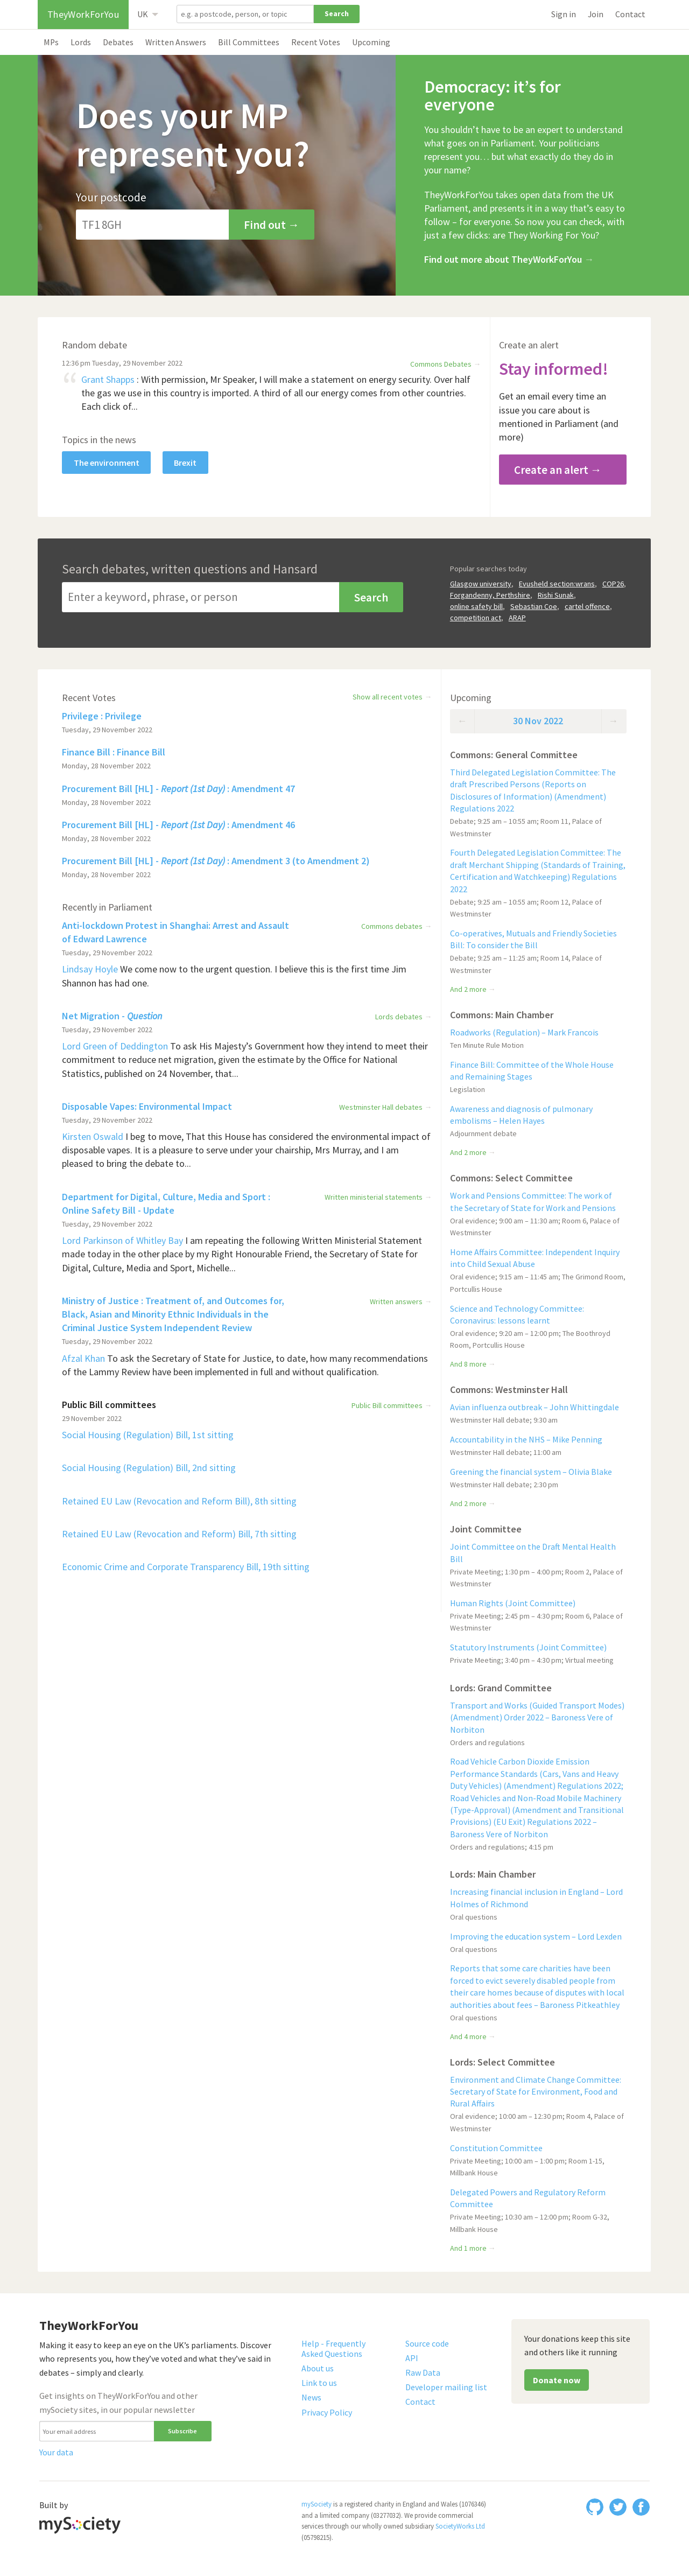 TheyWorkForYou
UK
e.g. a postcode, person, or topic
Search
Sign in
Join
Contact
MPs
Lords
Debates
Written Answers
Bill Committees
Recent Votes
Upcoming
Does your MP
represent you?
Your postcode
TF1 8GH
Find out →
Democracy: it's for
everyone
You shouldn't have to be an expert to understand
what goes on in Parliament. Your politicians
represent you… but what exactly do they do in
your name?
TheyWorkForYou takes open data from the UK
Parliament, and presents it in a way that's easy to
follow – for everyone. So now you can check, with
just a few clicks: are They Working For You?
Find out more about TheyWorkForYou →
Random debate
12:36 pm Tuesday, 29 November 2022
Commons Debates →
“ Grant Shapps : With permission, Mr Speaker, I will make a statement on energy security. Over half
the gas we use in this country is imported. A third of all our energy comes from other countries.
Each click of...
Topics in the news
The environment
Brexit
Create an alert
Stay informed!
Get an email every time an
issue you care about is
mentioned in Parliament (and
more)
Create an alert →
Search debates, written questions and Hansard
Enter a keyword, phrase, or person
Search
Popular searches today
Glasgow university, Evusheld section:wrans, COP26,
Forgandenny, Perthshire, Rishi Sunak,
online safety bill, Sebastian Coe, cartel offence,
competition act, ARAP
Recent Votes
Show all recent votes →
Privilege : Privilege
Tuesday, 29 November 2022
Finance Bill : Finance Bill
Monday, 28 November 2022
Procurement Bill [HL] - Report (1st Day) : Amendment 47
Monday, 28 November 2022
Procurement Bill [HL] - Report (1st Day) : Amendment 46
Monday, 28 November 2022
Procurement Bill [HL] - Report (1st Day) : Amendment 3 (to Amendment 2)
Monday, 28 November 2022
Recently in Parliament
Anti-lockdown Protest in Shanghai: Arrest and Assault
of Edward Lawrence
Commons debates →
Tuesday, 29 November 2022
Lindsay Hoyle We come now to the urgent question. I believe this is the first time Jim
Shannon has had one.
Net Migration - Question
Lords debates →
Tuesday, 29 November 2022
Lord Green of Deddington To ask His Majesty's Government how they intend to meet their
commitment to reduce net migration, given the estimate by the Office for National
Statistics, published on 24 November, that...
Disposable Vapes: Environmental Impact
Westminster Hall debates →
Tuesday, 29 November 2022
Kirsten Oswald I beg to move, That this House has considered the environmental impact of
disposable vapes. It is a pleasure to serve under your chairship, Mrs Murray, and I am
pleased to bring the debate to...
Department for Digital, Culture, Media and Sport :
Online Safety Bill - Update
Written ministerial statements →
Tuesday, 29 November 2022
Lord Parkinson of Whitley Bay I am repeating the following Written Ministerial Statement
made today in the other place by my Right Honourable Friend, the Secretary of State for
Digital, Culture, Media and Sport, Michelle...
Ministry of Justice : Treatment of, and Outcomes for,
Black, Asian and Minority Ethnic Individuals in the
Criminal Justice System Independent Review
Written answers →
Tuesday, 29 November 2022
Afzal Khan To ask the Secretary of State for Justice, to date, how many recommendations
of the Lammy Review have been implemented in full and without qualification.
Public Bill committees
Public Bill committees →
29 November 2022
Social Housing (Regulation) Bill, 1st sitting
Social Housing (Regulation) Bill, 2nd sitting
Retained EU Law (Revocation and Reform Bill), 8th sitting
Retained EU Law (Revocation and Reform) Bill, 7th sitting
Economic Crime and Corporate Transparency Bill, 19th sitting
Upcoming
← 30 Nov 2022 →
Commons: General Committee
Third Delegated Legislation Committee: The
draft Prescribed Persons (Reports on
Disclosures of Information) (Amendment)
Regulations 2022
Debate; 9:25 am – 10:55 am; Room 11, Palace of
Westminster
Fourth Delegated Legislation Committee: The
draft Merchant Shipping (Standards of Training,
Certification and Watchkeeping) Regulations
2022
Debate; 9:25 am – 10:55 am; Room 12, Palace of
Westminster
Co-operatives, Mutuals and Friendly Societies
Bill: To consider the Bill
Debate; 9:25 am – 11:25 am; Room 14, Palace of
Westminster
And 2 more →
Commons: Main Chamber
Roadworks (Regulation) – Mark Francois
Ten Minute Rule Motion
Finance Bill: Committee of the Whole House
and Remaining Stages
Legislation
Awareness and diagnosis of pulmonary
embolisms – Helen Hayes
Adjournment debate
And 2 more →
Commons: Select Committee
Work and Pensions Committee: The work of
the Secretary of State for Work and Pensions
Oral evidence; 9:00 am – 11:30 am; Room 6, Palace of
Westminster
Home Affairs Committee: Independent Inquiry
into Child Sexual Abuse
Oral evidence; 9:15 am – 11:45 am; The Grimond Room,
Portcullis House
Science and Technology Committee:
Coronavirus: lessons learnt
Oral evidence; 9:20 am – 12:00 pm; The Boothroyd
Room, Portcullis House
And 8 more →
Commons: Westminster Hall
Avian influenza outbreak – John Whittingdale
Westminster Hall debate; 9:30 am
Accountability in the NHS – Mike Penning
Westminster Hall debate; 11:00 am
Greening the financial system – Olivia Blake
Westminster Hall debate; 2:30 pm
And 2 more →
Joint Committee
Joint Committee on the Draft Mental Health
Bill
Private Meeting; 1:30 pm – 4:00 pm; Room 2, Palace of
Westminster
Human Rights (Joint Committee)
Private Meeting; 2:45 pm – 4:30 pm; Room 6, Palace of
Westminster
Statutory Instruments (Joint Committee)
Private Meeting; 3:40 pm – 4:30 pm; Virtual meeting
Lords: Grand Committee
Transport and Works (Guided Transport Modes)
(Amendment) Order 2022 – Baroness Vere of
Norbiton
Orders and regulations
Road Vehicle Carbon Dioxide Emission
Performance Standards (Cars, Vans and Heavy
Duty Vehicles) (Amendment) Regulations 2022;
Road Vehicles and Non-Road Mobile Machinery
(Type-Approval) (Amendment and Transitional
Provisions) (EU Exit) Regulations 2022 –
Baroness Vere of Norbiton
Orders and regulations; 4:15 pm
Lords: Main Chamber
Increasing financial inclusion in England – Lord
Holmes of Richmond
Oral questions
Improving the education system – Lord Lexden
Oral questions
Reports that some care charities have been
forced to evict severely disabled people from
their care homes because of disputes with local
authorities about fees – Baroness Pitkeathley
Oral questions
And 4 more →
Lords: Select Committee
Environment and Climate Change Committee:
Secretary of State for Environment, Food and
Rural Affairs
Oral evidence; 10:00 am – 12:30 pm; Room 4, Palace of
Westminster
Constitution Committee
Private Meeting; 10:00 am – 1:00 pm; Room 1-15,
Millbank House
Delegated Powers and Regulatory Reform
Committee
Private Meeting; 10:30 am – 12:00 pm; Room G-32,
Millbank House
And 1 more →
TheyWorkForYou
Making it easy to keep an eye on the UK's parliaments. Discover
who represents you, how they've voted and what they've said in
debates – simply and clearly.
Get insights on TheyWorkForYou and other
mySociety sites, in our popular newsletter
Your email address
Subscribe
Your data
Help - Frequently
Asked Questions
About us
Link to us
News
Privacy Policy
Source code
API
Raw Data
Developer mailing list
Contact
Your donations keep this site
and others like it running
Donate now
Built by
mySociety
mySociety is a registered charity in England and Wales (1076346)
and a limited company (03277032). We provide commercial
services through our wholly owned subsidiary SocietyWorks Ltd
(05798215).